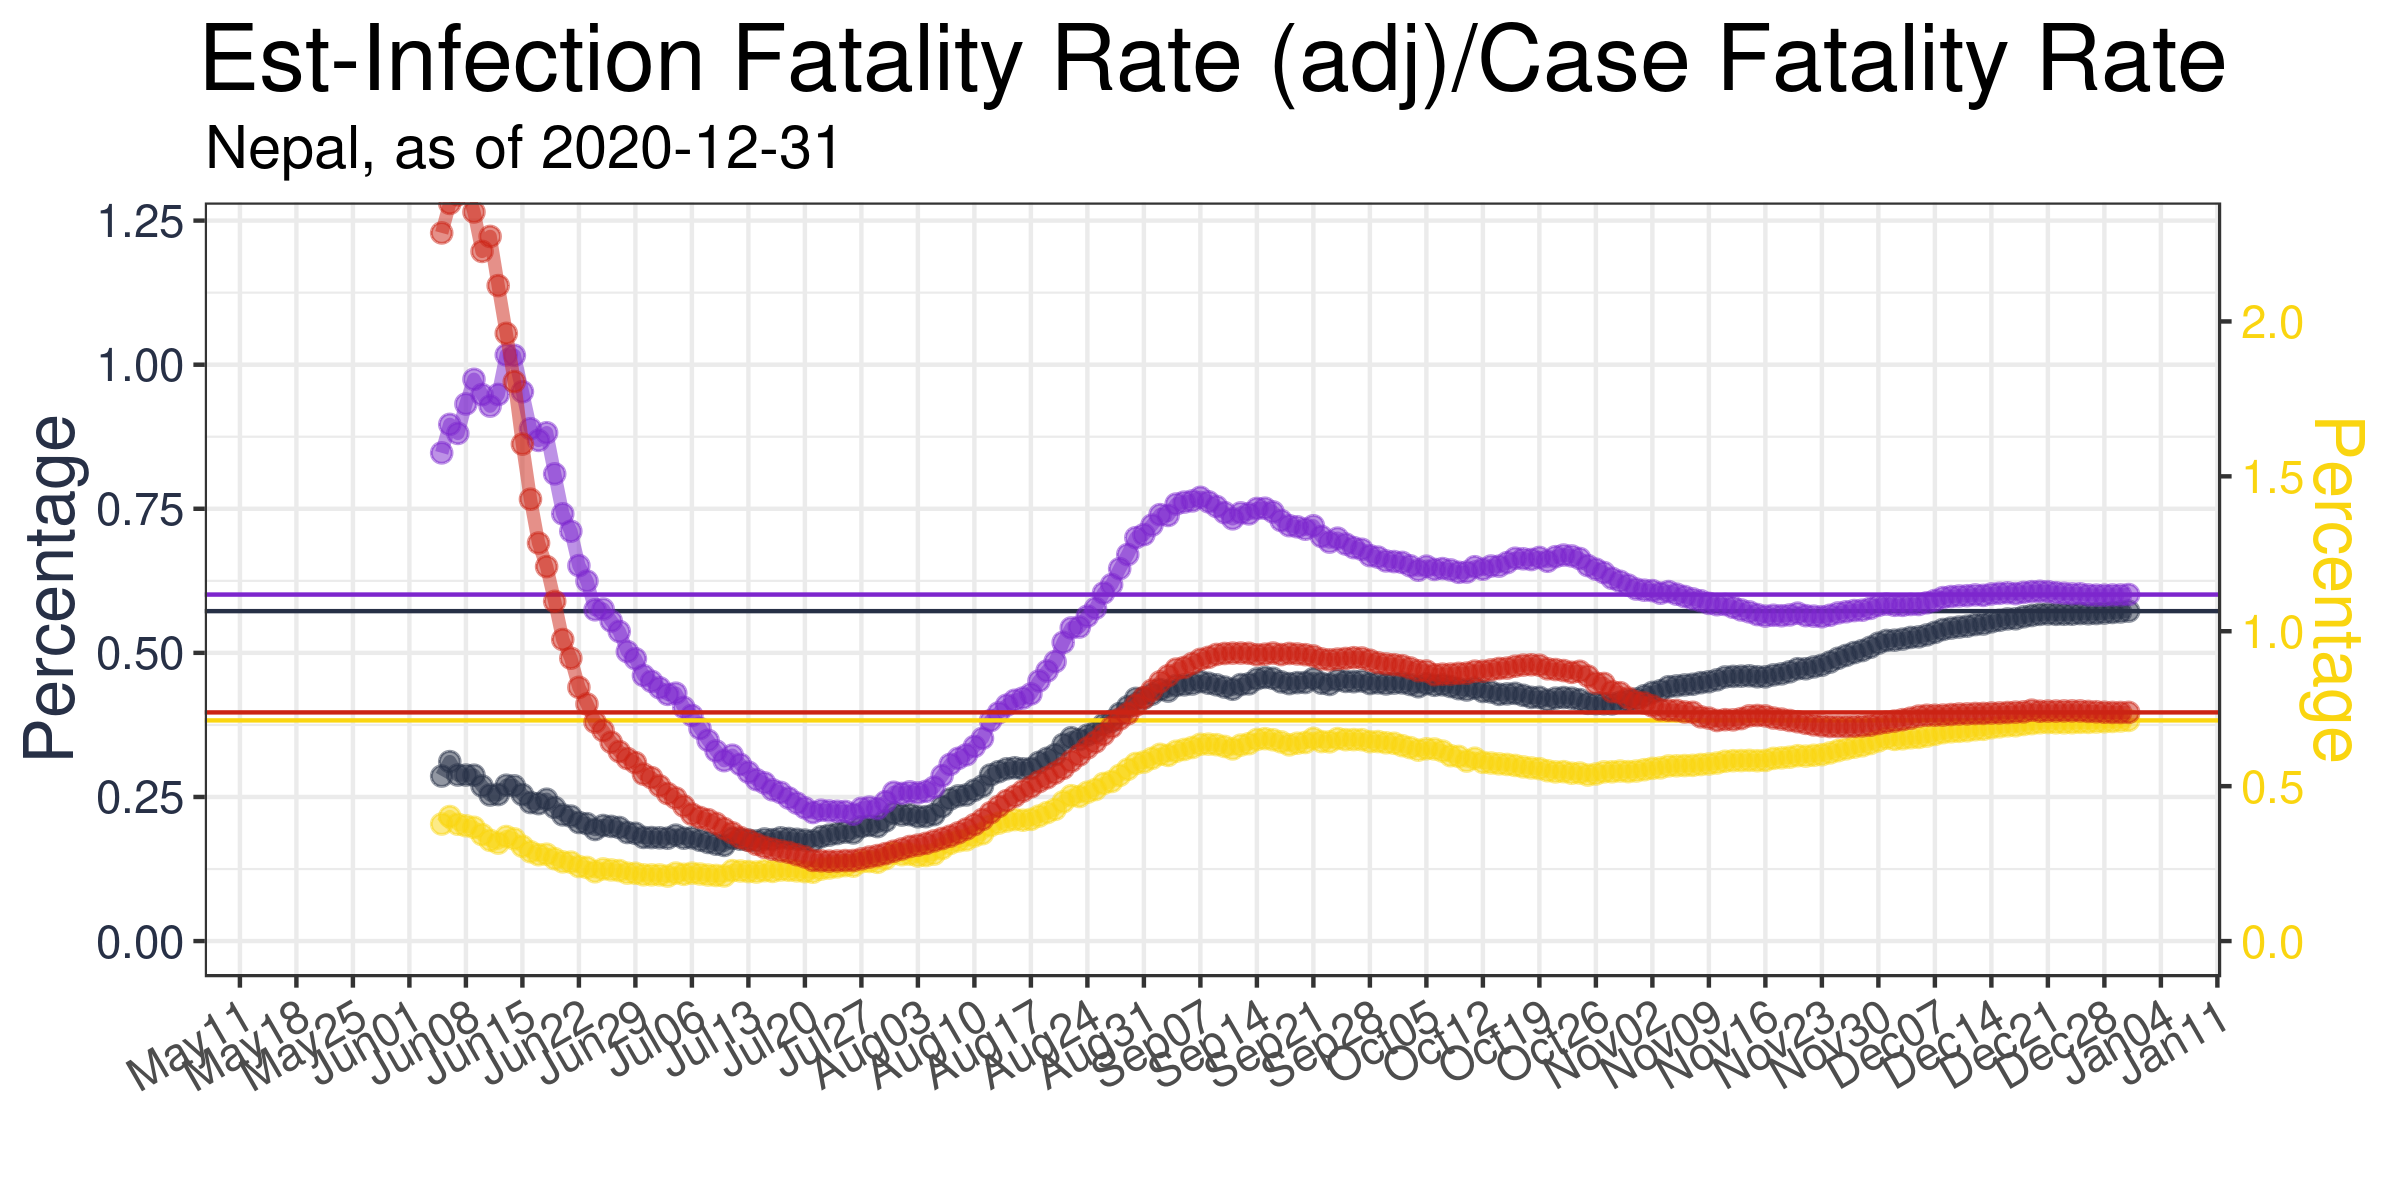 Est-Infection Fatality Rate (adj)/Case Fatality Rate
Nepal, as of 2020-12-31
Percentage
1.25
1.00
0.75
0.50
0.25
0.00
2.0
1.5
1.0
0.5
0.0
Percentage
May11
May18
May25
Jun01
Jun08
Jun15
Jun22
Jun29
Jul06
Jul13
Jul20
Jul27
Aug03
Aug10
Aug17
Aug24
Aug31
Sep07
Sep14
Sep21
Sep28
Oct05
Oct12
Oct19
Oct26
Nov02
Nov09
Nov16
Nov23
Nov30
Dec07
Dec14
Dec21
Dec28
Jan04
Jan11